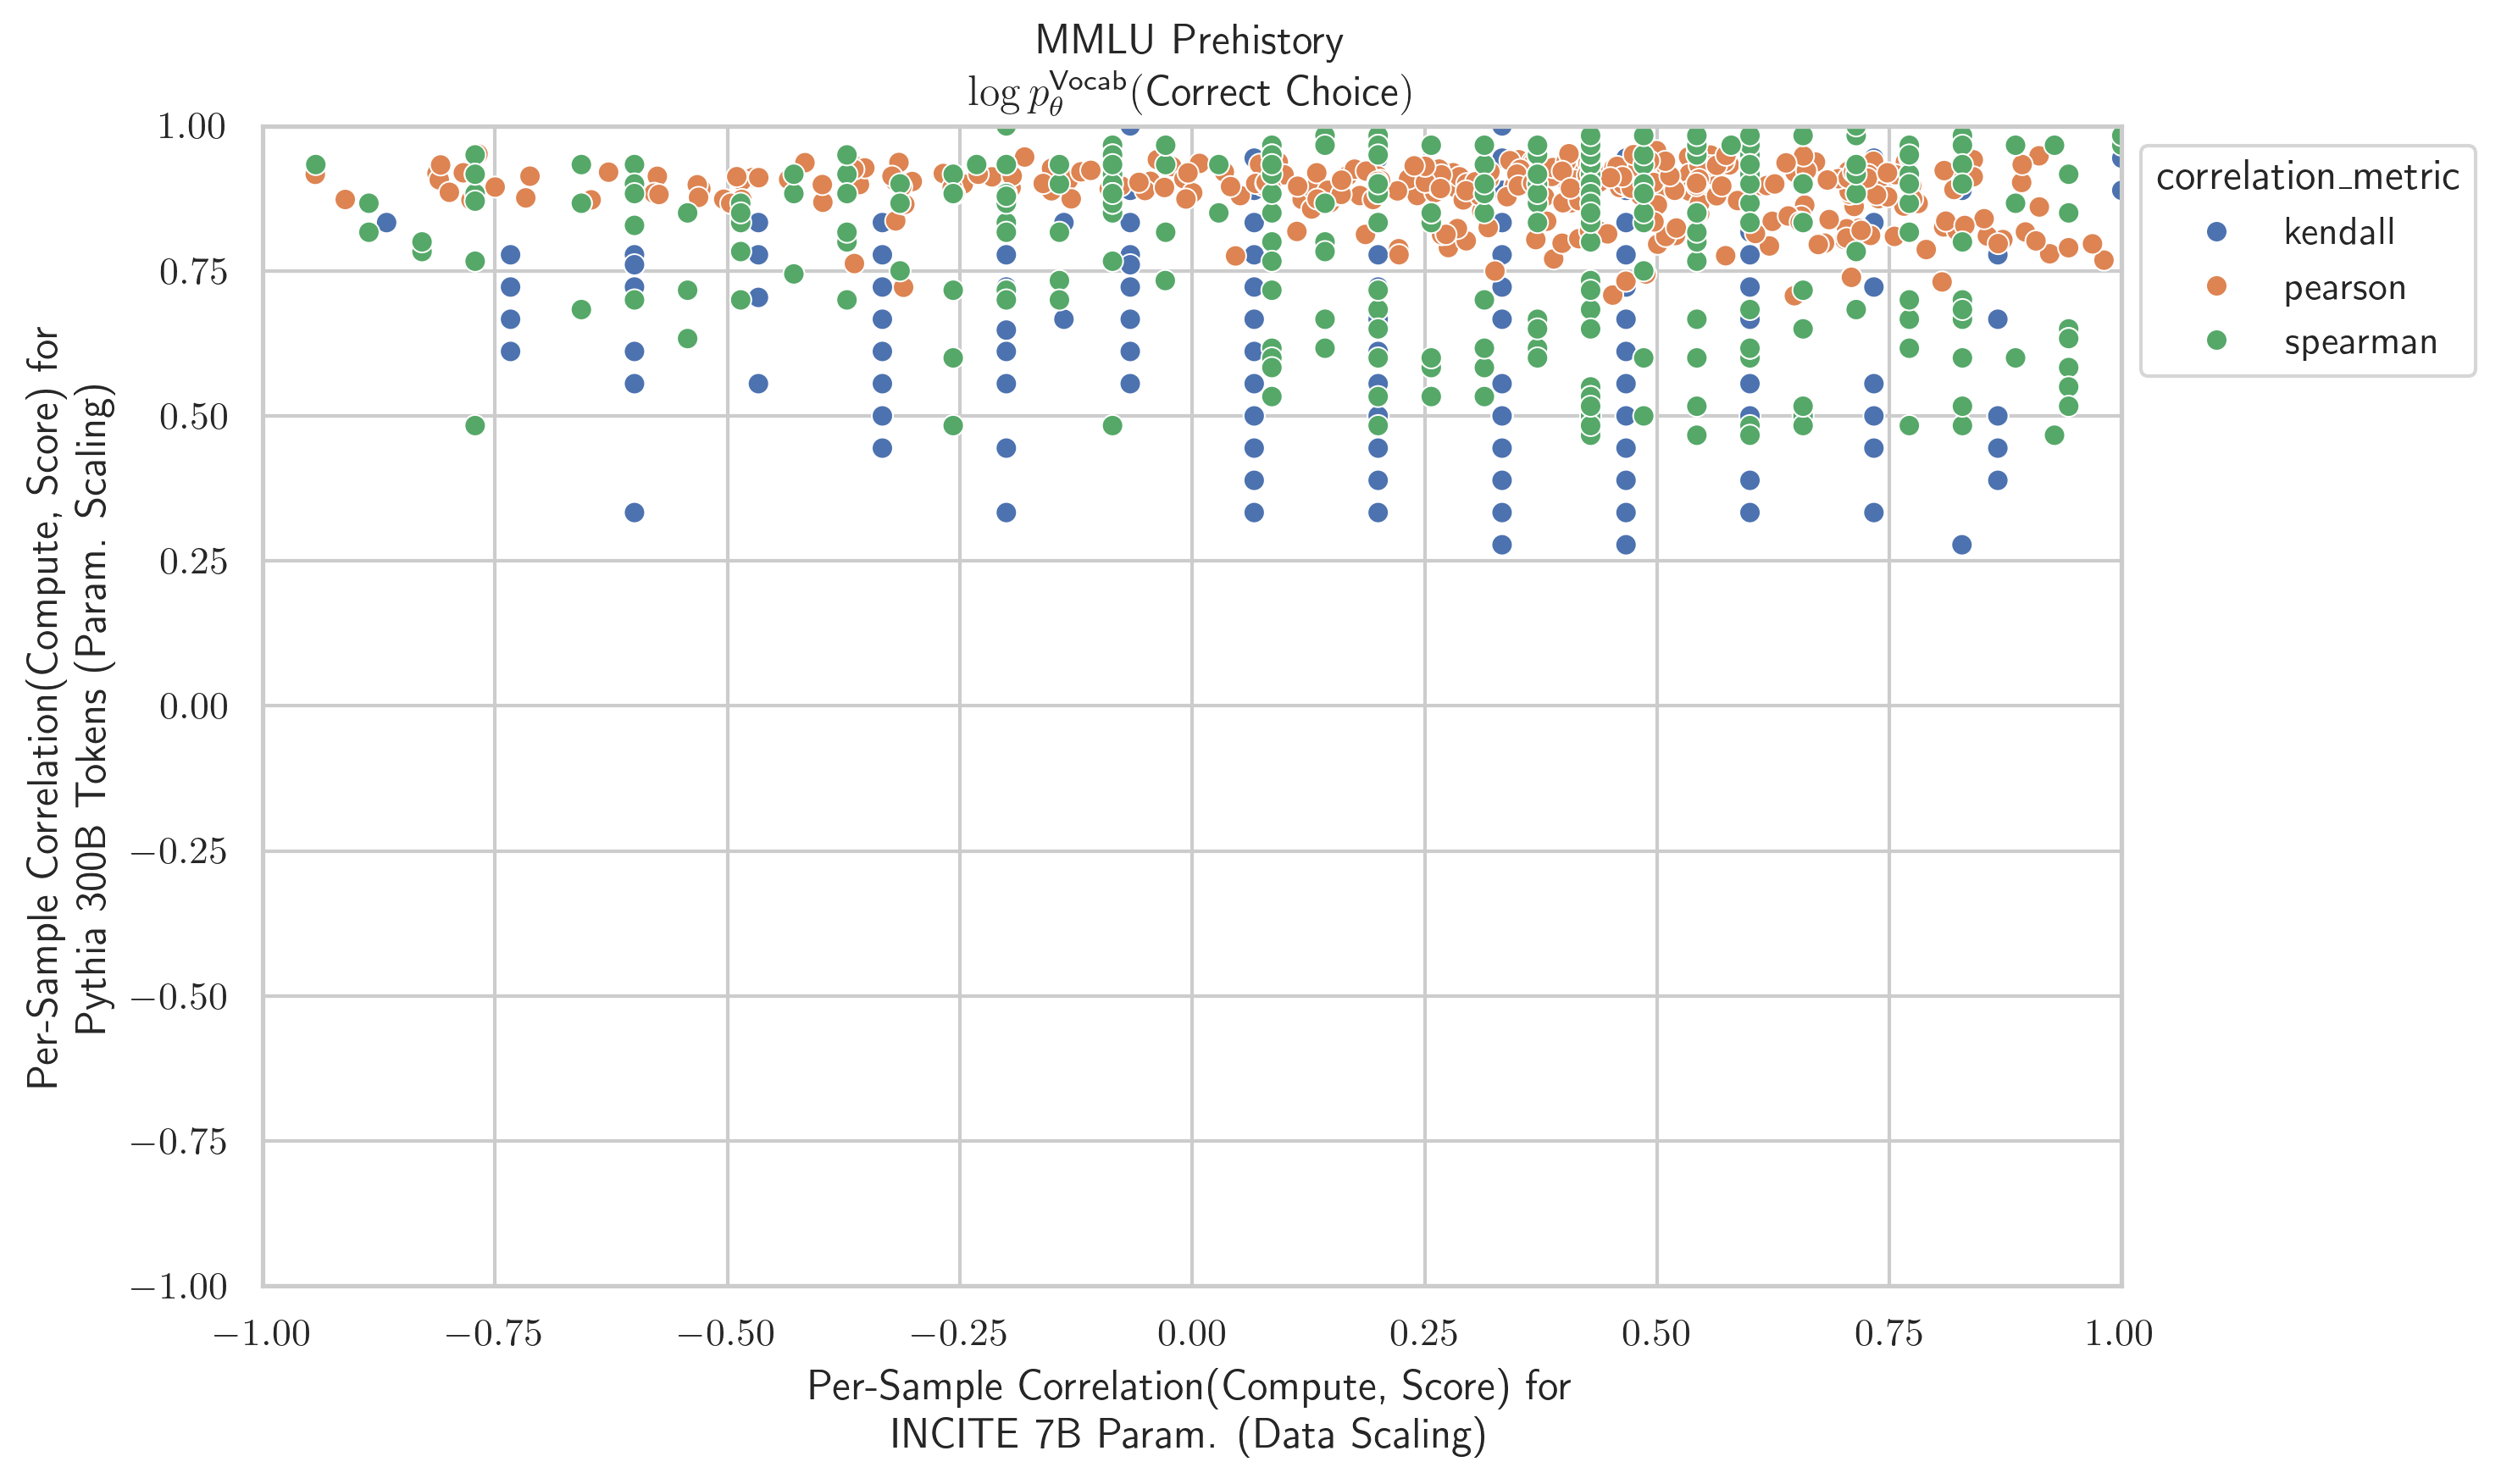 MMLU Prehistory
log p_θ^Vocab(Correct Choice)
Per-Sample Correlation(Compute, Score) for
Pythia 300B Tokens (Param. Scaling)
1.00
0.75
0.50
0.25
0.00
−0.25
−0.50
−0.75
−1.00
−1.00 −0.75 −0.50 −0.25 0.00 0.25 0.50 0.75 1.00
Per-Sample Correlation(Compute, Score) for
INCITE 7B Param. (Data Scaling)
correlation_metric
kendall
pearson
spearman